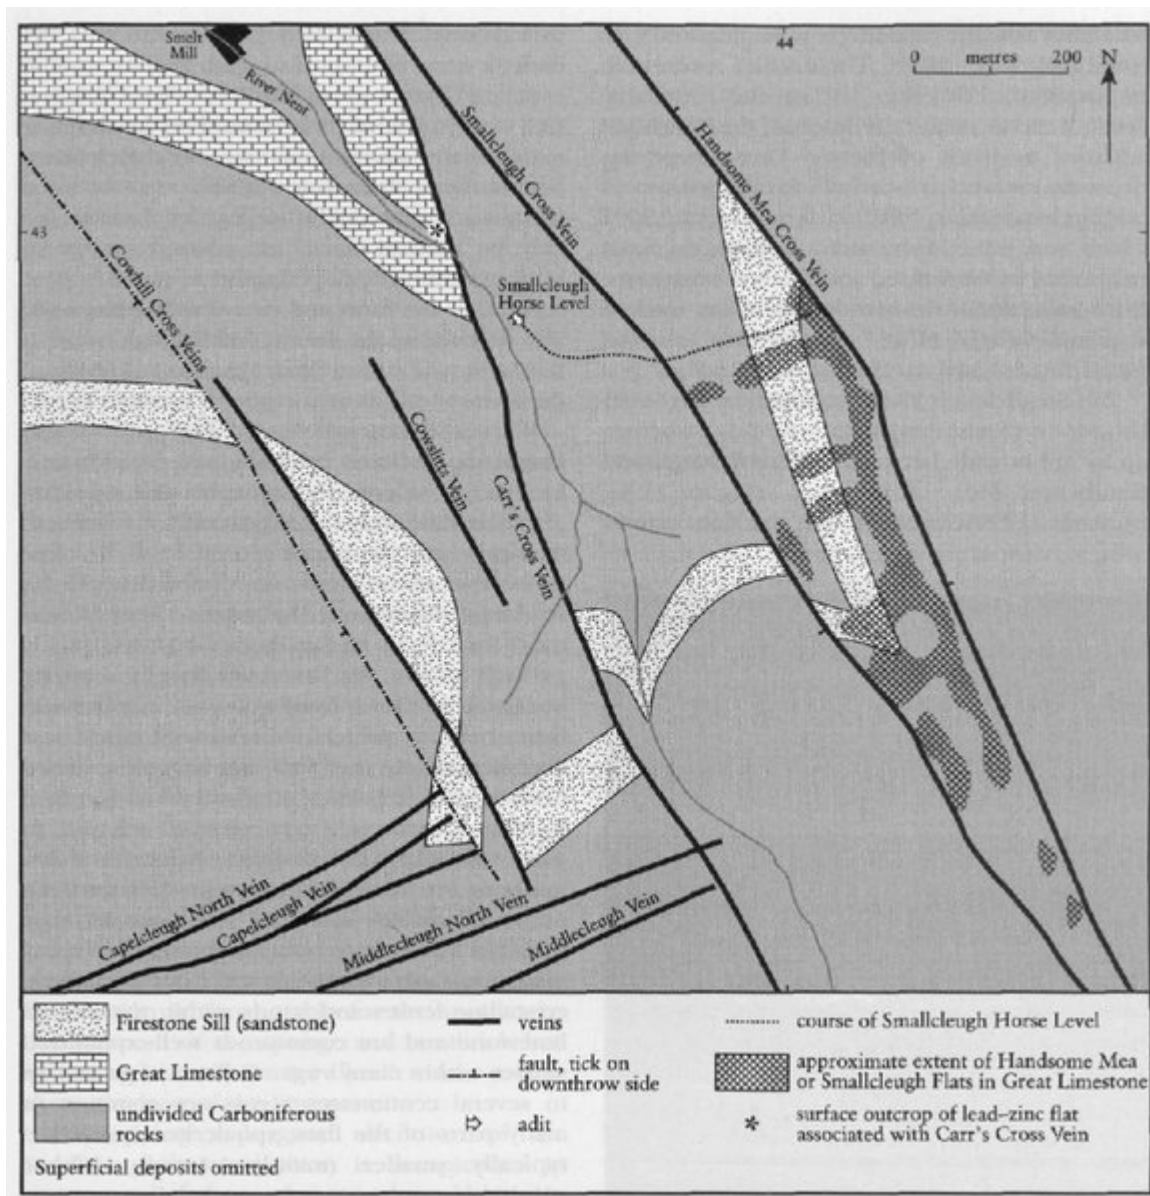 Smelt
Mill
River Nent
44
0 metres 200
N
Smallcleugh Cross Vein
Handsome Mea Cross Vein
43
Cowhill Cross Veins
Smallcleugh
Horse Level
Cowslitts Vein
Carr's Cross Vein
Capelcleugh North Vein
Capelcleugh Vein
Middlecleugh North Vein
Middlecleugh Vein
Firestone Sill (sandstone)
Great Limestone
undivided Carboniferous
rocks
Superficial deposits omitted
veins
fault, tick on
downthrow side
adit
course of Smallcleugh Horse Level
approximate extent of Handsome Mea
or Smallcleugh Flats in Great Limestone
surface outcrop of lead–zinc flat
associated with Carr's Cross Vein